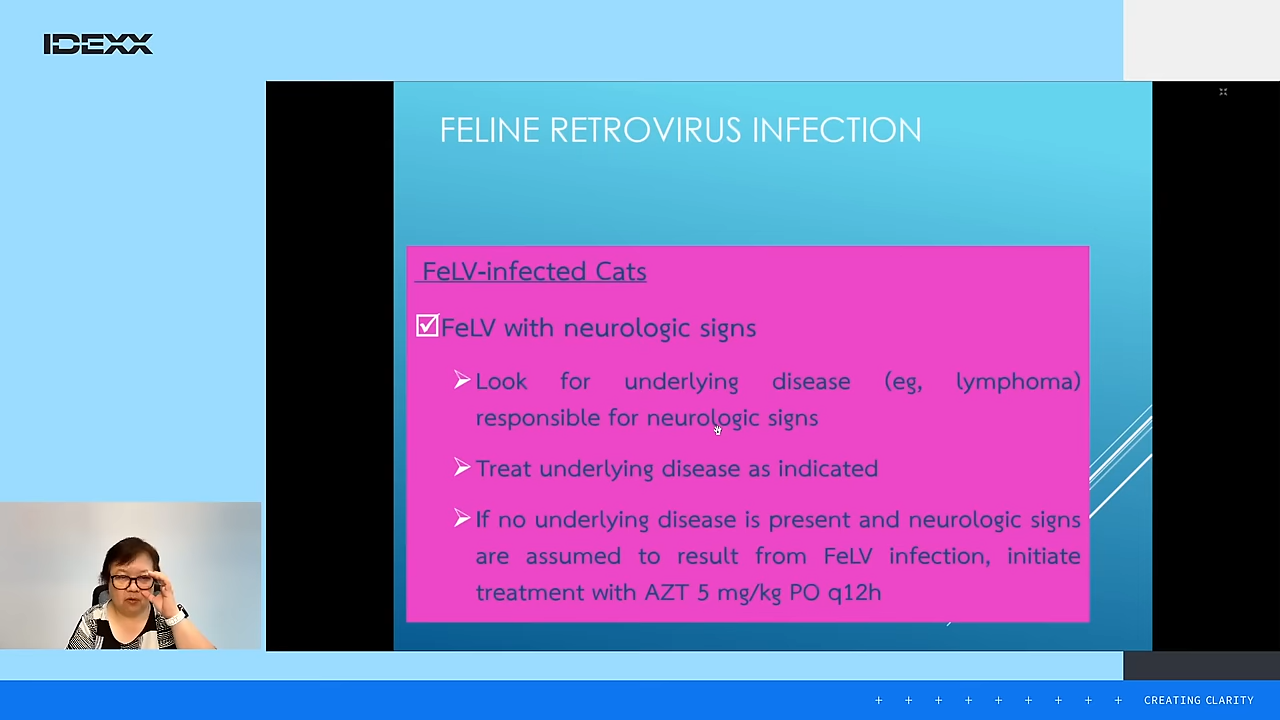 IDEXX
FELINE RETROVIRUS INFECTION
FeLV-infected Cats
FeLV with neurologic signs
Look for underlying disease (eg, lymphoma)
responsible for neurologic signs
Treat underlying disease as indicated
If no underlying disease is present and neurologic signs
are assumed to result from FeLV infection, initiate
treatment with AZT 5 mg/kg PO q12h
CREATING CLARITY